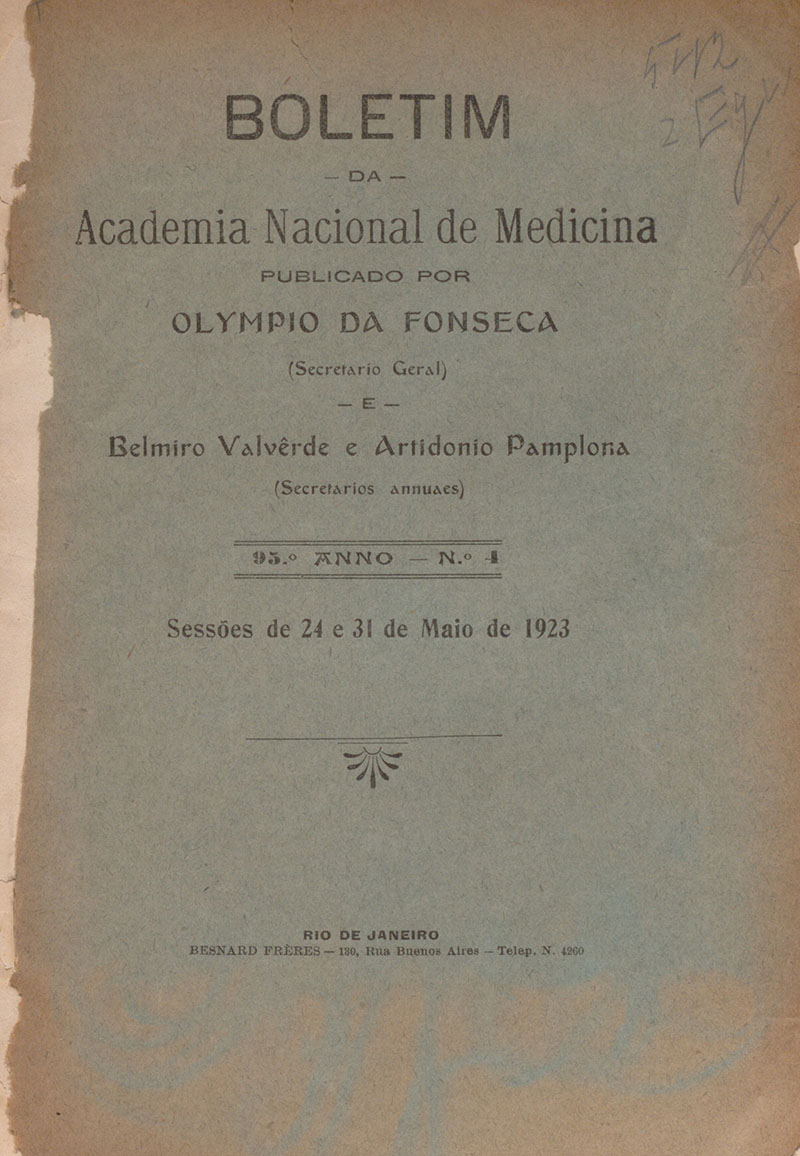 BOLETIM
— DA —
Academia Nacional de Medicina
PUBLICADO POR
OLYMPIO DA FONSECA
(Secretario Geral)
— E —
Belmiro Valvêrde e Artidonio Pamplona
(Secretarios annuaes)
95.º ANNO — N.º 4
Sessões de 24 e 31 de Maio de 1923
RIO DE JANEIRO
BESNARD FRÈRES — 130, Rua Buenos Aires — Telep. N. 4260